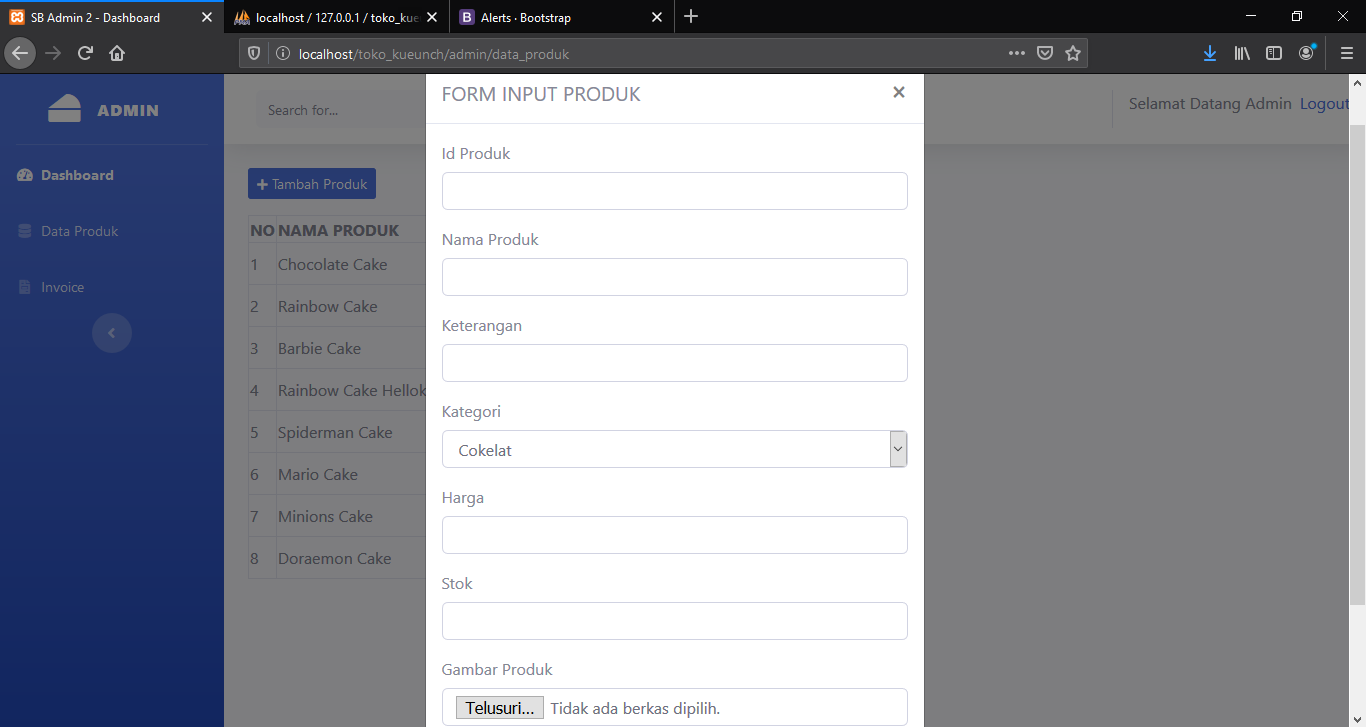 SB Admin 2 - Dashboard
localhost / 127.0.0.1 / toko_kue
Alerts · Bootstrap
localhost/toko_kueunch/admin/data_produk
ADMIN
Search for...
Selamat Datang Admin Logout
Dashboard
Data Produk
Invoice
Tambah Produk
NO NAMA PRODUK
1 Chocolate Cake
2 Rainbow Cake
3 Barbie Cake
4 Rainbow Cake Hellok
5 Spiderman Cake
6 Mario Cake
7 Minions Cake
8 Doraemon Cake
FORM INPUT PRODUK
Id Produk
Nama Produk
Keterangan
Kategori
Cokelat
Harga
Stok
Gambar Produk
Telusuri... Tidak ada berkas dipilih.